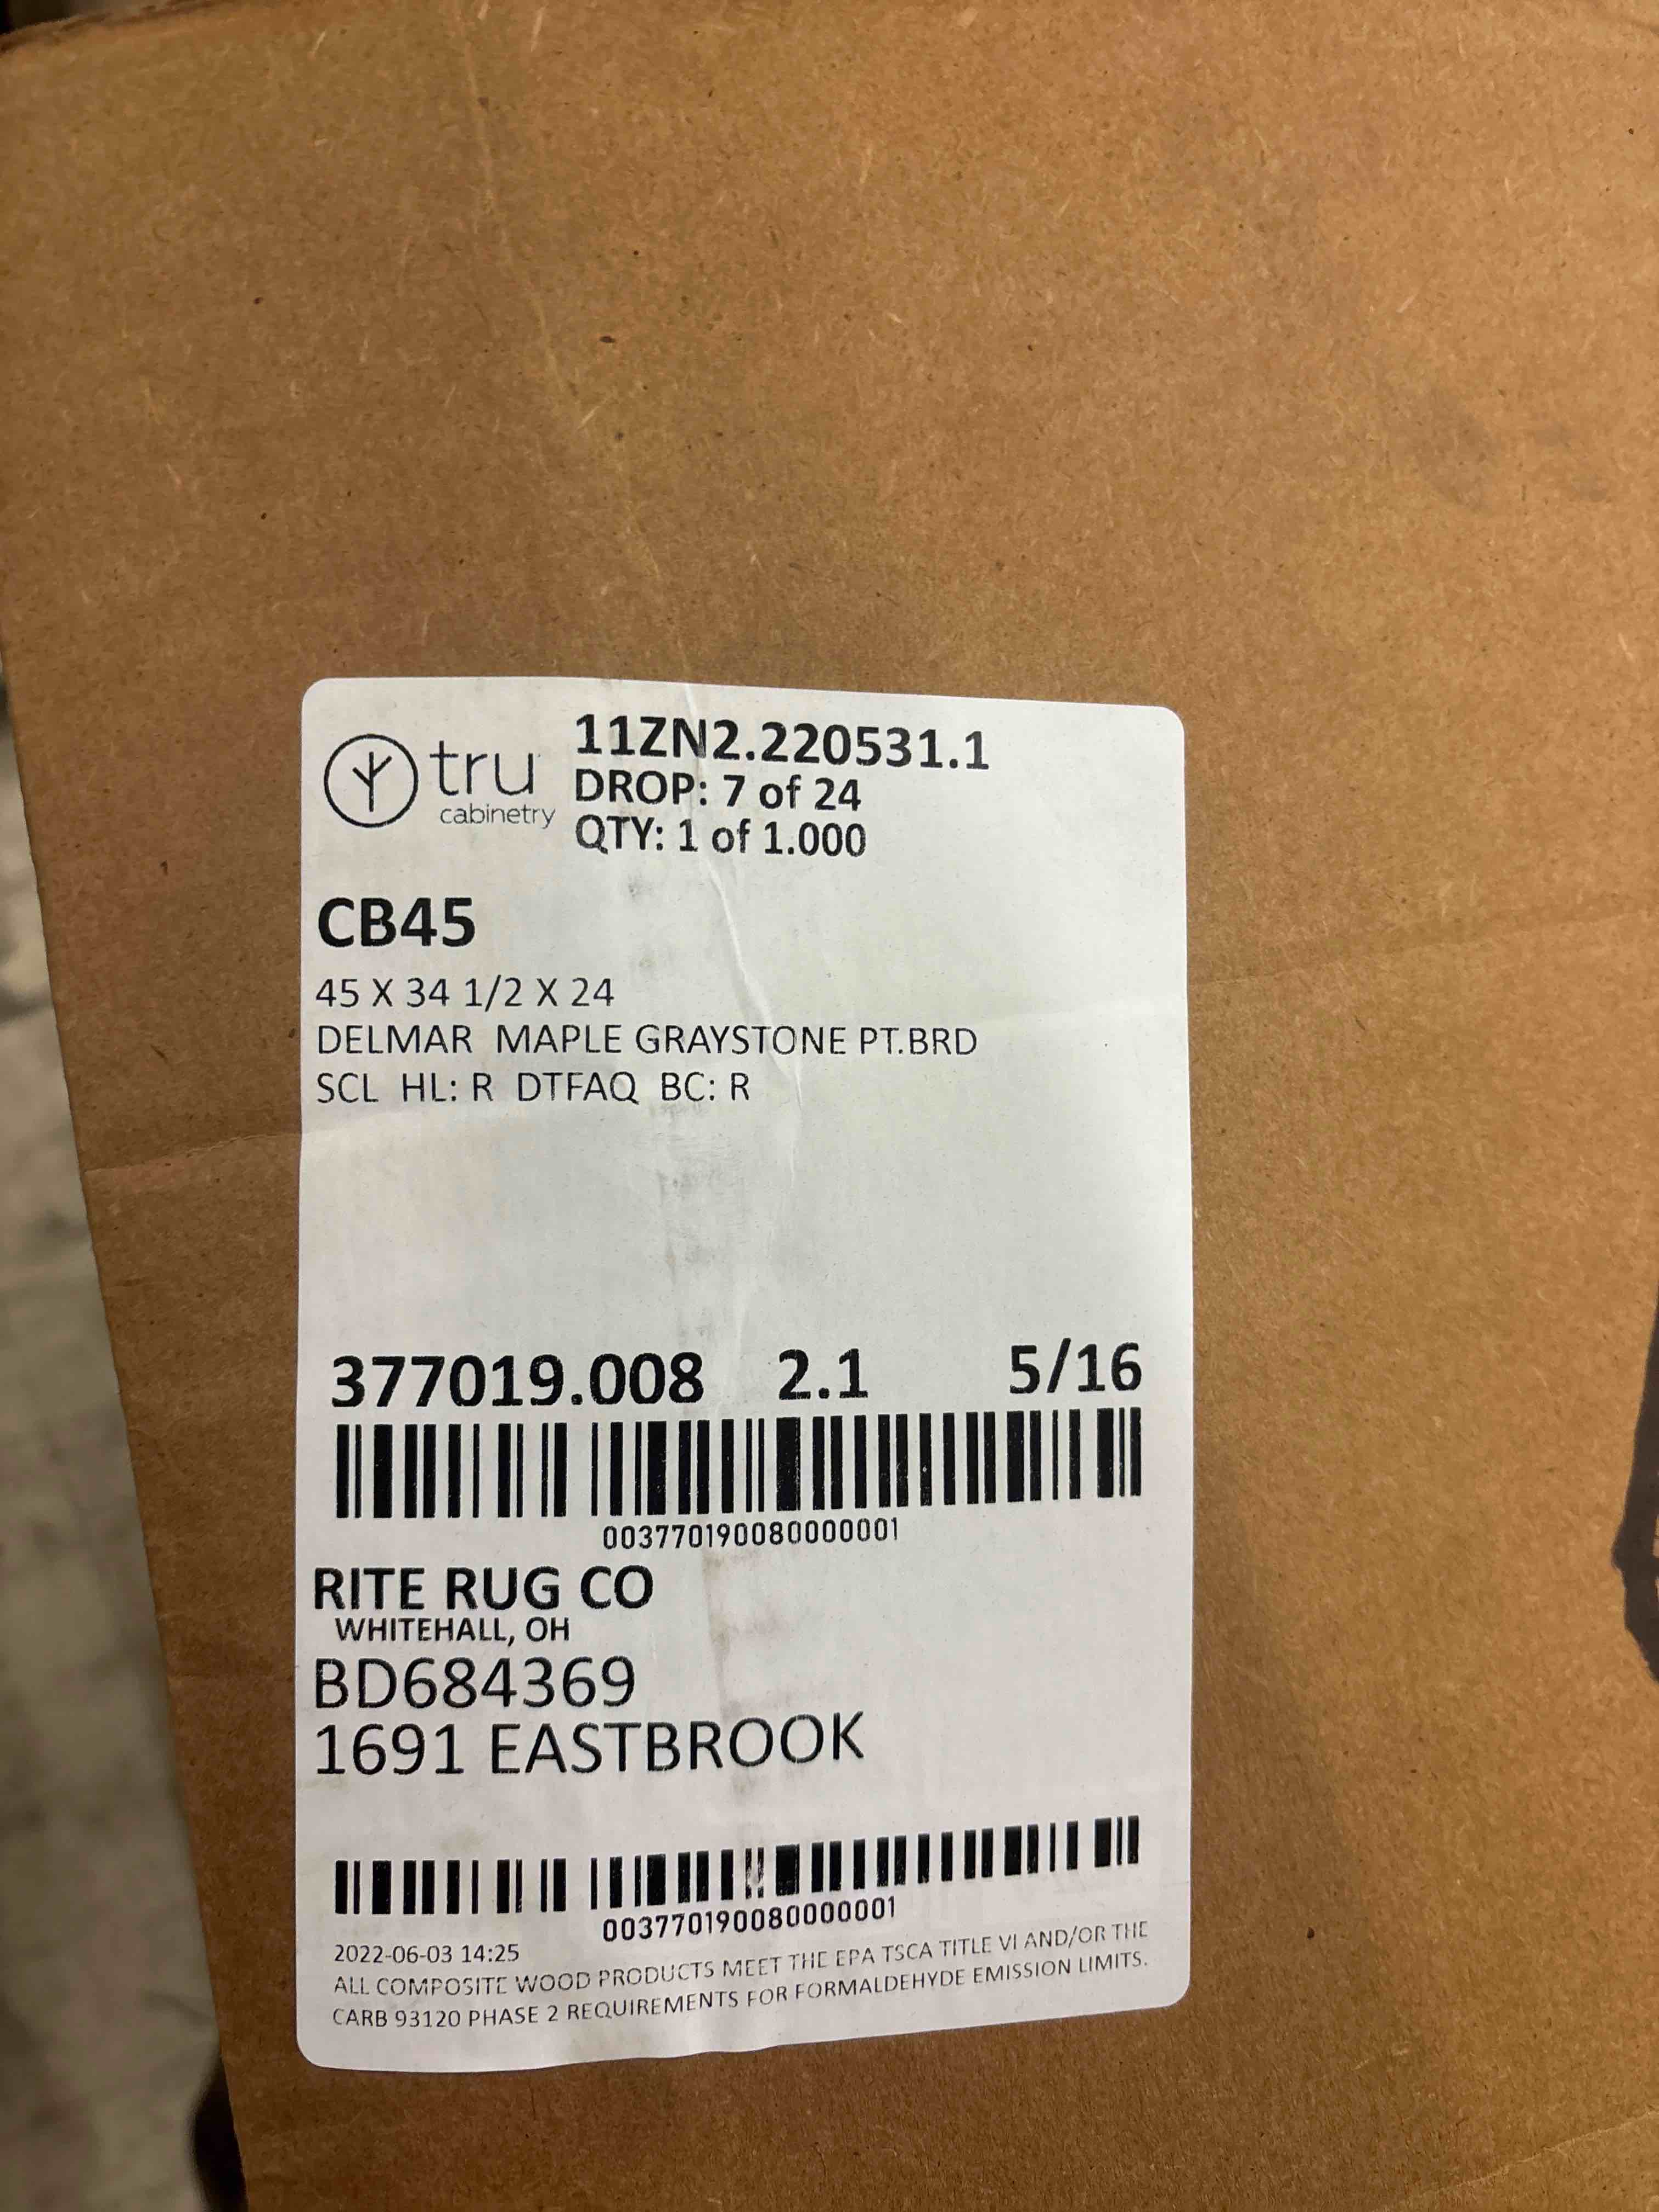 tru
cabinetry
11ZN2.220531.1
DROP: 7 of 24
QTY: 1 of 1.000
CB45
45 X 34 1/2 X 24
DELMAR MAPLE GRAYSTONE PT.BRD
SCL HL: R DTFAQ BC: R
377019.008 2.1 5/16
003770190080000001
RITE RUG CO
WHITEHALL, OH
BD684369
1691 EASTBROOK
003770190080000001
2022-06-03 14:25
ALL COMPOSITE WOOD PRODUCTS MEET THE EPA TSCA TITLE VI AND/OR THE
CARB 93120 PHASE 2 REQUIREMENTS FOR FORMALDEHYDE EMISSION LIMITS.